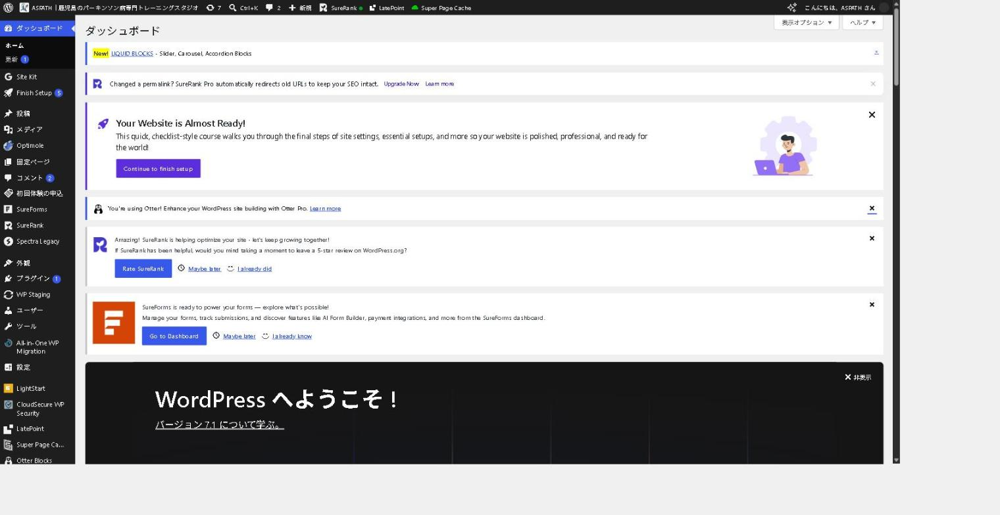 ASPATH | 鹿児島のパーキンソン病専門トレーニングスタジオ 7 Ctrl+K 2 新規 SureRank LatePoint Super Page Cache こんにちは、ASPATH さん
ダッシュボード
ホーム
更新 1
Site Kit
Finish Setup 5
投稿
メディア
Optimole
固定ページ
コメント 2
初回体験の申込
SureForms
SureRank
Spectra Legacy
外観
プラグイン 1
WP Staging
ユーザー
ツール
All-in-One WP
Migration
設定
LightStart
CloudSecure WP
Security
LatePoint
Super Page Ca...
Otter Blocks
ダッシュボード
表示オプション ▼ ヘルプ ▼
New! LIQUID BLOCKS - Slider, Carousel, Accordion Blocks
Changed a permalink? SureRank Pro automatically redirects old URLs to keep your SEO intact. Upgrade Now Learn more
Your Website is Almost Ready!
This quick, checklist-style course walks you through the final steps of site settings, essential setups, and more so your website is polished, professional, and ready for
the world!
Continue to finish setup
You're using Otter! Enhance your WordPress site building with Otter Pro. Learn more
Amazing! SureRank is helping optimize your site - let's keep growing together!
If SureRank has been helpful, would you mind taking a moment to leave a 5-star review on WordPress.org?
Rate SureRank Maybe later I already did
SureForms is ready to power your forms — explore what's possible!
Manage your forms, track submissions, and discover features like AI Form Builder, payment integrations, and more from the SureForms dashboard.
Go to Dashboard Maybe later I already know
非表示
WordPress へようこそ !
バージョン 7.1 について学ぶ。